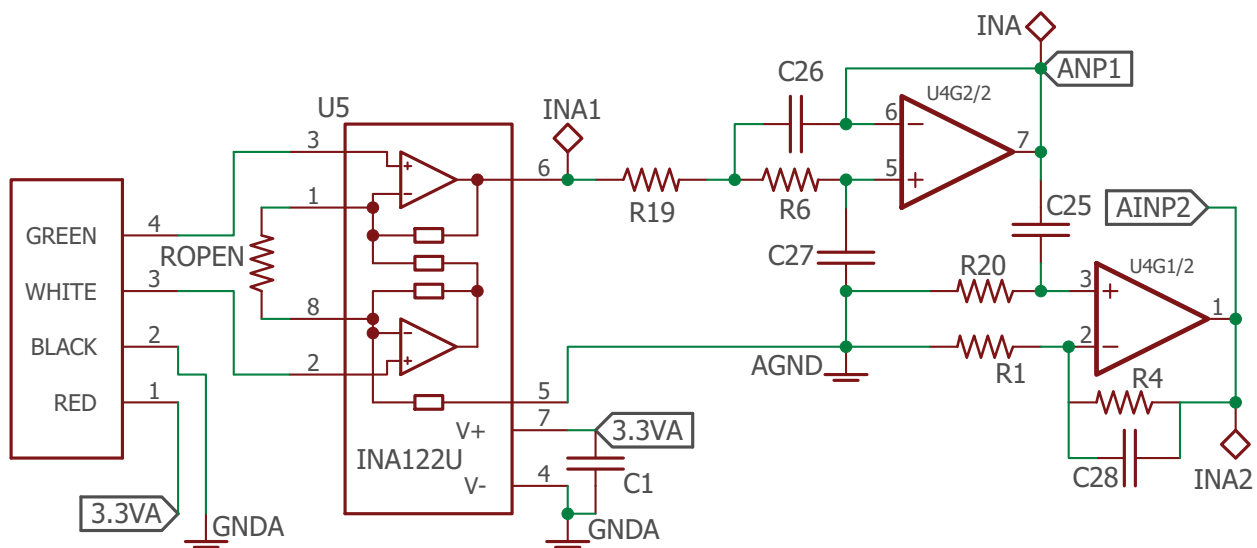 INA
ANP1
C26
U4G2/2
U5
INA1
6
7
3
6
5
1
R19
R6
C25
AINP2
GREEN
4
ROPEN
C27
R20
U4G1/2
WHITE
3
3
1
8
2
BLACK
2
2
AGND
R1
R4
RED
1
5
7
V+
3.3VA
INA122U
V-
4
C1
C28
INA2
3.3VA
GNDA
GNDA